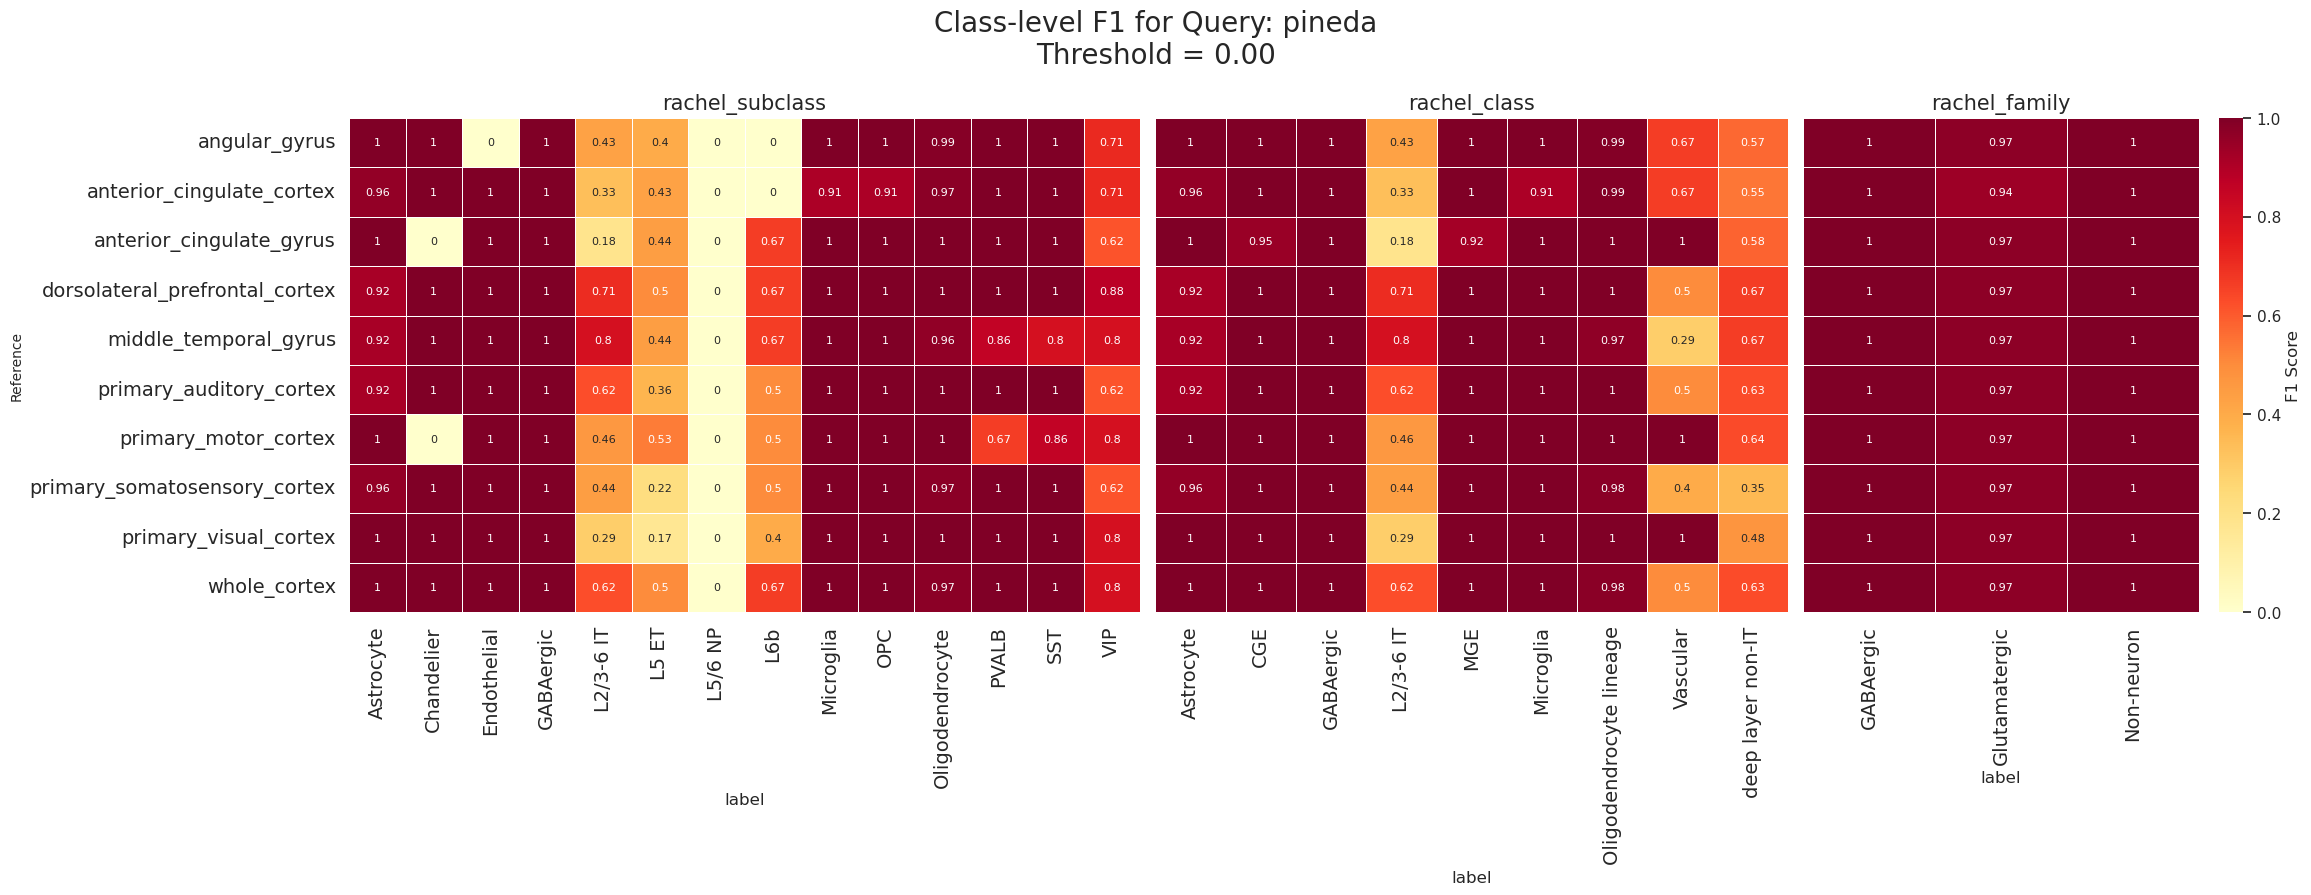 Class-level F1 for Query: pineda
Threshold = 0.00
rachel_subclass rachel_class rachel_family
angular_gyrus 1 1 0 1 0.43 0.4 0 0 1 1 0.99 1 1 0.71 1 1 1 0.43 1 1 0.99 0.67 0.57 1 0.97 1
anterior_cingulate_cortex 0.96 1 1 1 0.33 0.43 0 0 0.91 0.91 0.97 1 1 0.71 0.96 1 1 0.33 1 0.91 0.99 0.67 0.55 1 0.94 1
anterior_cingulate_gyrus 1 0 1 1 0.18 0.44 0 0.67 1 1 1 1 1 0.62 1 0.95 1 0.18 0.92 1 1 1 0.58 1 0.97 1
dorsolateral_prefrontal_cortex 0.92 1 1 1 0.71 0.5 0 0.67 1 1 1 1 1 0.88 0.92 1 1 0.71 1 1 1 0.5 0.67 1 0.97 1
middle_temporal_gyrus 0.92 1 1 1 0.8 0.44 0 0.67 1 1 0.96 0.86 0.8 0.8 0.92 1 1 0.8 1 1 0.97 0.29 0.67 1 0.97 1
primary_auditory_cortex 0.92 1 1 1 0.62 0.36 0 0.5 1 1 1 1 1 0.62 0.92 1 1 0.62 1 1 1 0.5 0.63 1 0.97 1
primary_motor_cortex 1 0 1 1 0.46 0.53 0 0.5 1 1 1 0.67 0.86 0.8 1 1 1 0.46 1 1 1 1 0.64 1 0.97 1
primary_somatosensory_cortex 0.96 1 1 1 0.44 0.22 0 0.5 1 1 0.97 1 1 0.62 0.96 1 1 0.44 1 1 0.98 0.4 0.35 1 0.97 1
primary_visual_cortex 1 1 1 1 0.29 0.17 0 0.4 1 1 1 1 1 0.8 1 1 1 0.29 1 1 1 1 0.48 1 0.97 1
whole_cortex 1 1 1 1 0.62 0.5 0 0.67 1 1 0.97 1 1 0.8 1 1 1 0.62 1 1 0.98 0.5 0.63 1 0.97 1
Reference
Astrocyte
Chandelier
Endothelial
GABAergic
L2/3-6 IT
L5 ET
L5/6 NP
L6b
Microglia
OPC
Oligodendrocyte
PVALB
SST
VIP
label
Astrocyte
CGE
GABAergic
L2/3-6 IT
MGE
Microglia
Oligodendrocyte lineage
Vascular
deep layer non-IT
label
GABAergic
Glutamatergic
Non-neuron
label
1.0
0.8
0.6
0.4
0.2
0.0
F1 Score